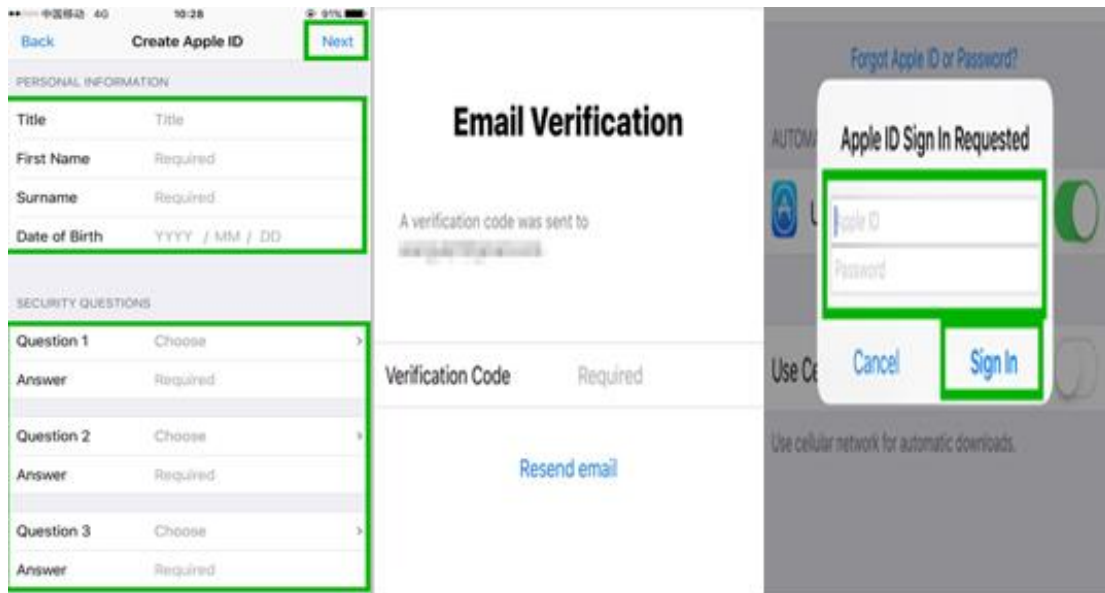 中国移动 4G 10:28 91%
Back Create Apple ID Next
PERSONAL INFORMATION
Title Title
First Name Required
Surname Required
Date of Birth YYYY / MM / DD
SECURITY QUESTIONS
Question 1 Choose
Answer Required
Question 2 Choose
Answer Required
Question 3 Choose
Answer Required
Email Verification
A verification code was sent to
Verification Code Required
Resend email
Forgot Apple ID or Password?
Apple ID Sign In Requested
Apple ID
Password
Cancel Sign In
Use cellular network for automatic downloads.